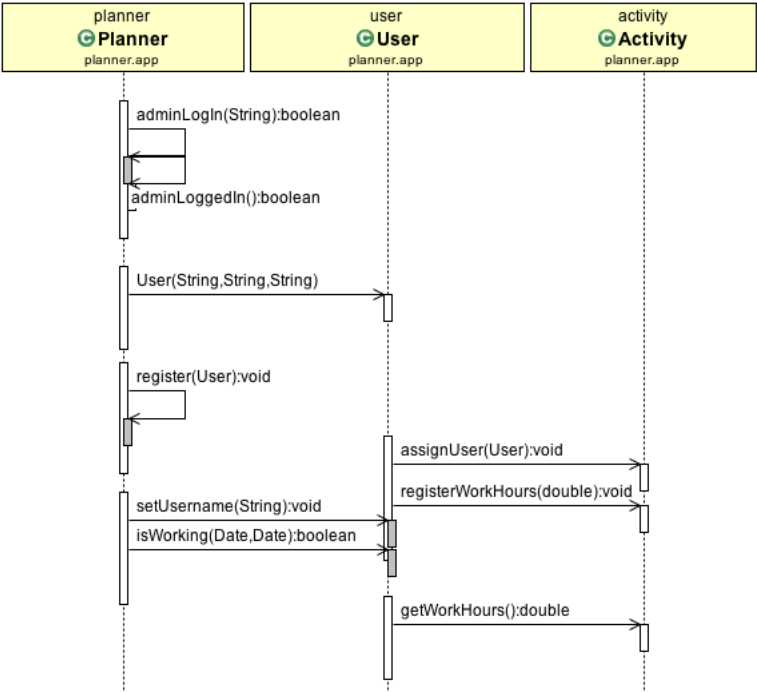 planner
C Planner
planner.app
user
C User
planner.app
activity
C Activity
planner.app
adminLogIn(String):boolean
adminLoggedIn():boolean
User(String,String,String)
register(User):void
assignUser(User):void
registerWorkHours(double):void
setUsername(String):void
isWorking(Date,Date):boolean
getWorkHours():double